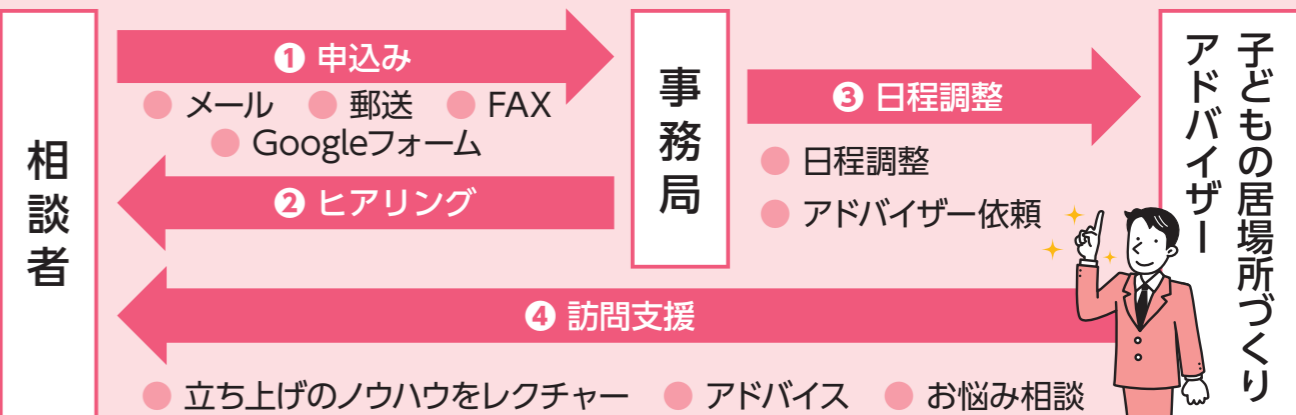 相談者
❶ 申込み
● メール ● 郵送 ● FAX
● Googleフォーム
❷ ヒアリング
事務局
❸ 日程調整
● 日程調整
● アドバイザー依頼
子どもの居場所づくり
アドバイザー
❹ 訪問支援
● 立ち上げのノウハウをレクチャー ● アドバイス ● お悩み相談